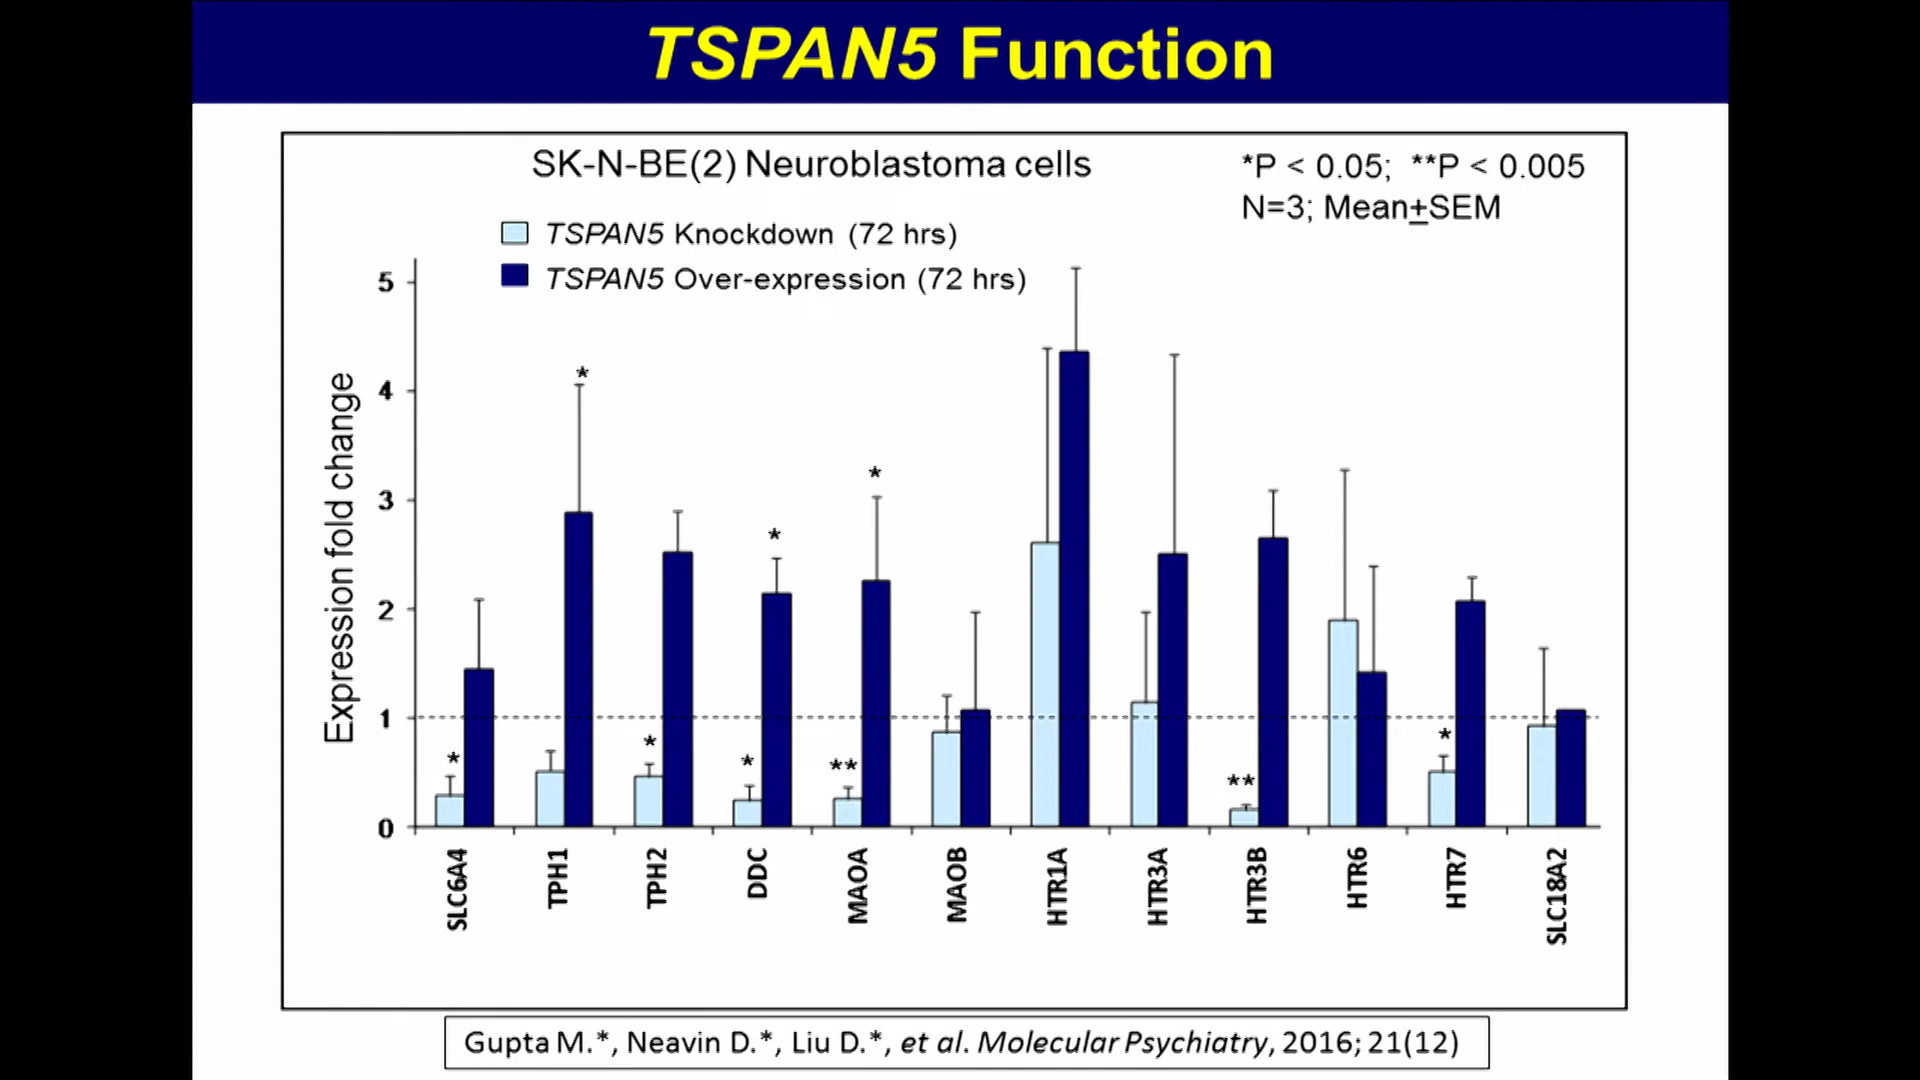 TSPAN5 Function
SK-N-BE(2) Neuroblastoma cells
*P < 0.05; **P < 0.005
N=3; Mean±SEM
TSPAN5 Knockdown (72 hrs)
TSPAN5 Over-expression (72 hrs)
Expression fold change
5
4
3
2
1
0
*
*
*
*
*
**
*
**
*
SLC6A4
TPH1
TPH2
DDC
MAOA
MAOB
HTR1A
HTR3A
HTR3B
HTR6
HTR7
SLC18A2
Gupta M.*, Neavin D.*, Liu D.*, et al. Molecular Psychiatry, 2016; 21(12)